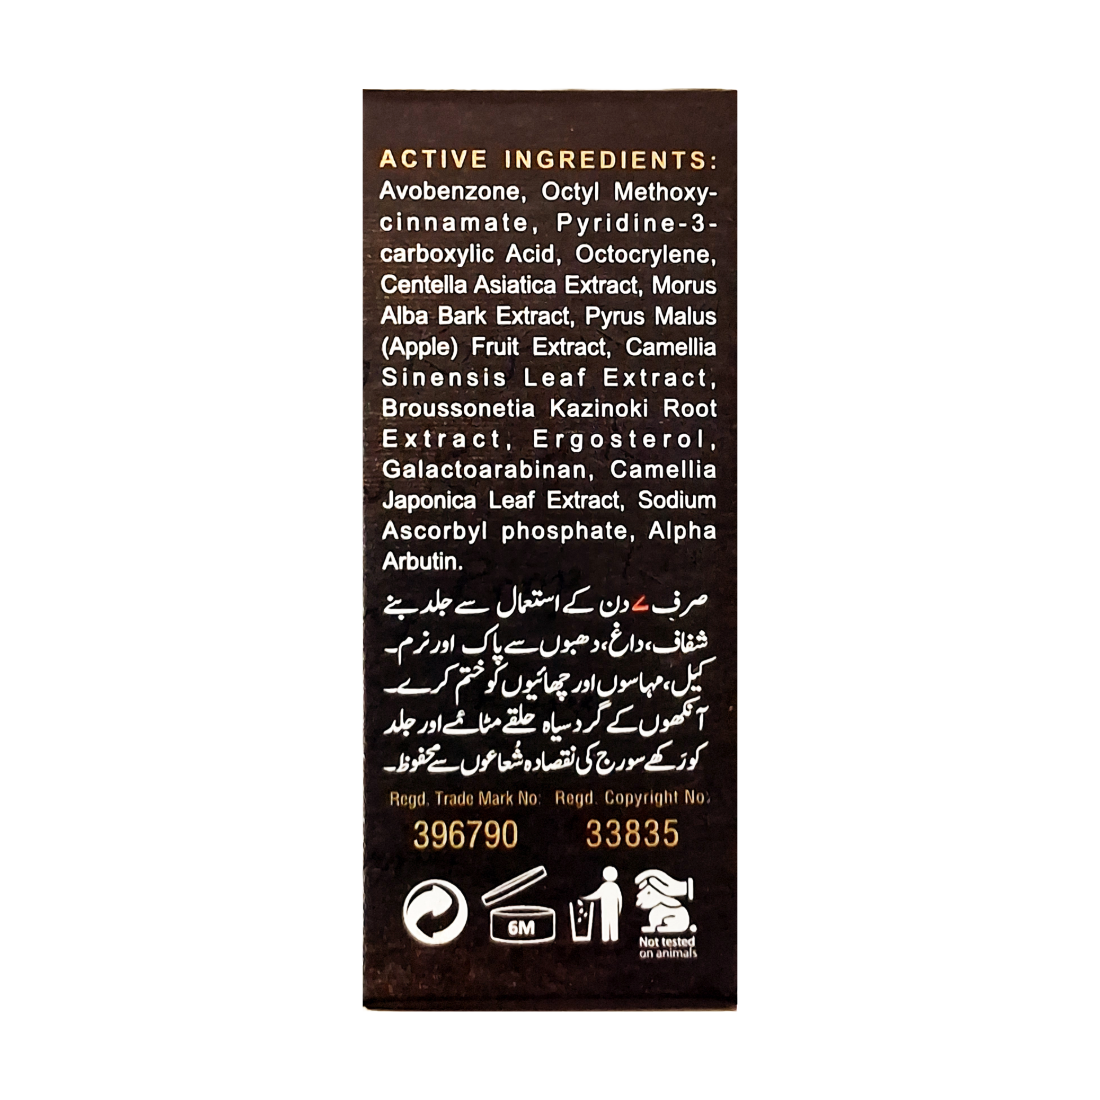 ACTIVE INGREDIENTS:
Avobenzone, Octyl Methoxy-
cinnamate, Pyridine-3-
carboxylic Acid, Octocrylene,
Centella Asiatica Extract, Morus
Alba Bark Extract, Pyrus Malus
(Apple) Fruit Extract, Camellia
Sinensis Leaf Extract,
Broussonetia Kazinoki Root
Extract, Ergosterol,
Galactoarabinan, Camellia
Japonica Leaf Extract, Sodium
Ascorbyl phosphate, Alpha
Arbutin.
صرف ۷ دن کے استعمال سے جلد بنے
شفاف، داغ، دھبوں سے پاک اور نرم۔
کیل، مہاسوں اور چھائیوں کو ختم کرے۔
آنکھوں کے گرد سیاہ حلقے مٹائے اور جلد
کو رکھے سورج کی نقصادہ شُعاعوں سے محفوظ۔
Regd. Trade Mark No: Regd. Copyright No:
396790 33835
6M
Not tested
on animals